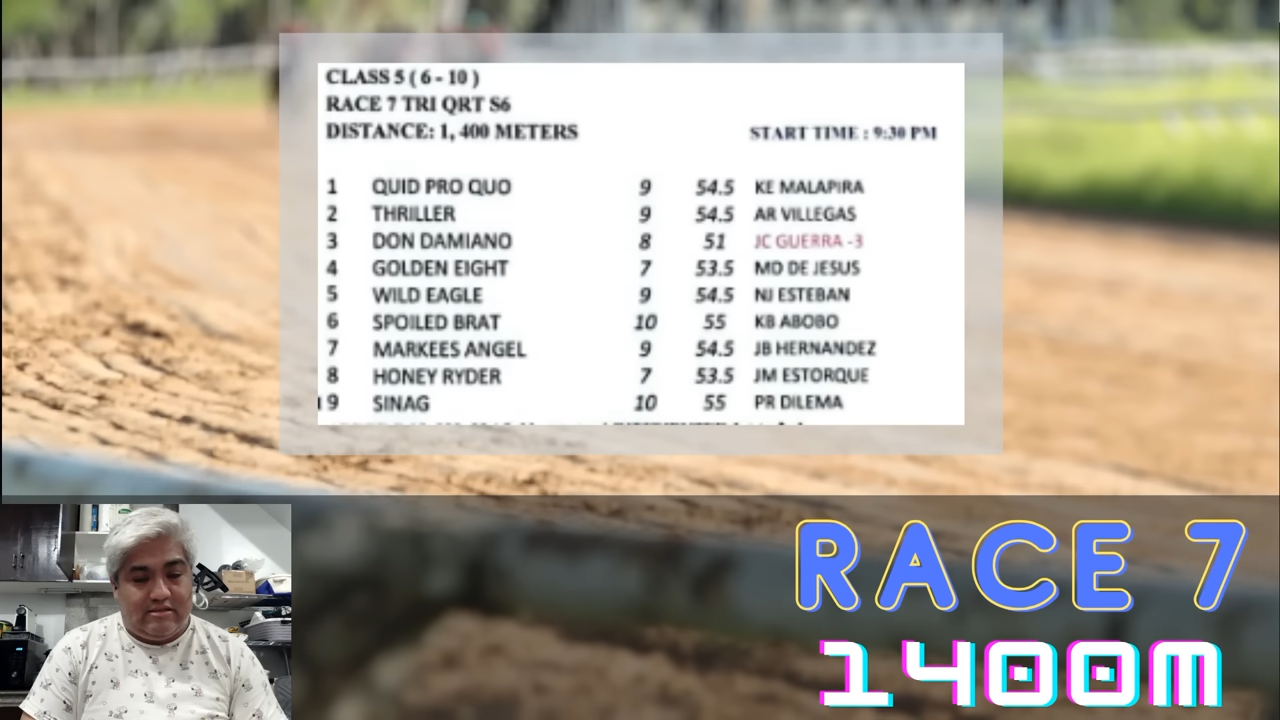 CLASS 5 ( 6 - 10 )
RACE 7 TRI QRT S6
DISTANCE: 1, 400 METERS START TIME : 9:30 PM
1 QUID PRO QUO 9 54.5 KE MALAPIRA
2 THRILLER 9 54.5 AR VILLEGAS
3 DON DAMIANO 8 51 JC GUERRA -3
4 GOLDEN EIGHT 7 53.5 MD DE JESUS
5 WILD EAGLE 9 54.5 NJ ESTEBAN
6 SPOILED BRAT 10 55 KB ABOBO
7 MARKEES ANGEL 9 54.5 JB HERNANDEZ
8 HONEY RYDER 7 53.5 JM ESTORQUE
9 SINAG 10 55 PR DILEMA
RACE 7
1400M